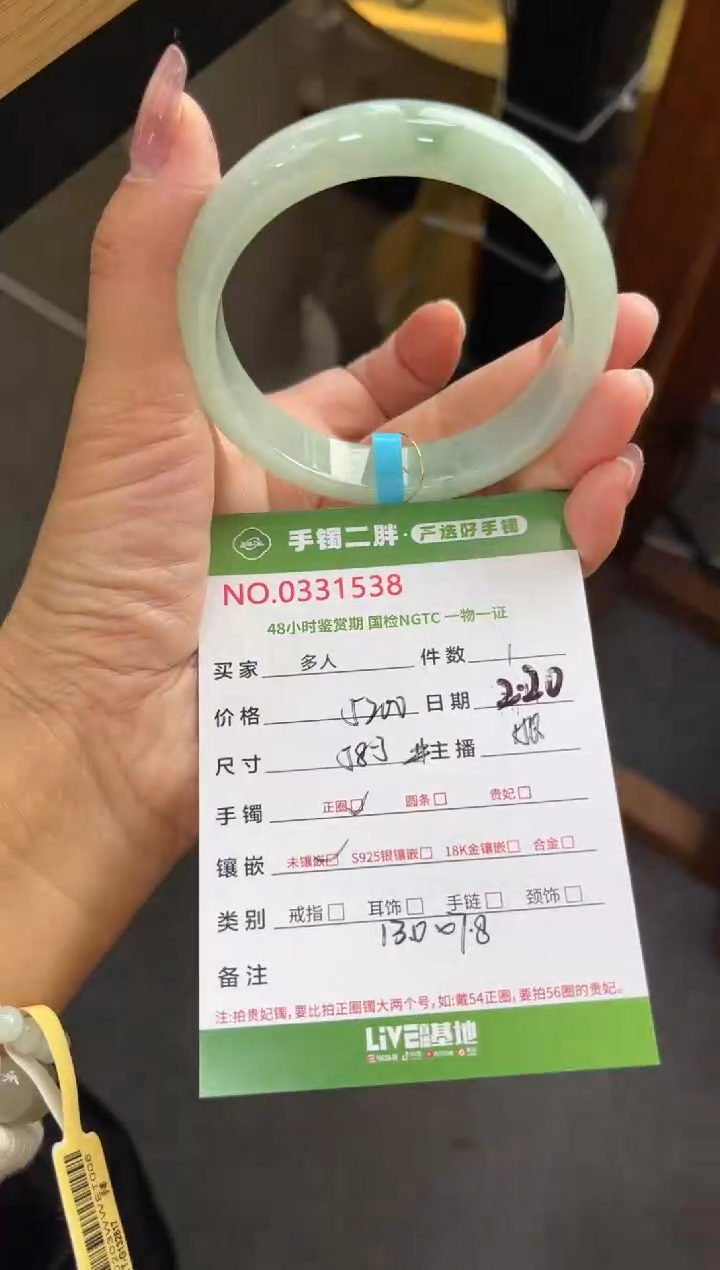 手镯二胖·严选好手镯
NO.0331538
48小时鉴赏期 国检NGTC 一物一证
买家 多人 件数 1
价格 5200 日期 2.20
尺寸 主播
手镯 正圈 圆条 贵妃
镶嵌 未镶嵌 S925银镶嵌 18K金镶嵌 合金
类别 戒指 耳饰 手链 颈饰
备注
注:拍贵妃镯,要比拍正圈镯大两个号,如:戴54正圈,要拍56圈的贵妃。
LiVE 基地